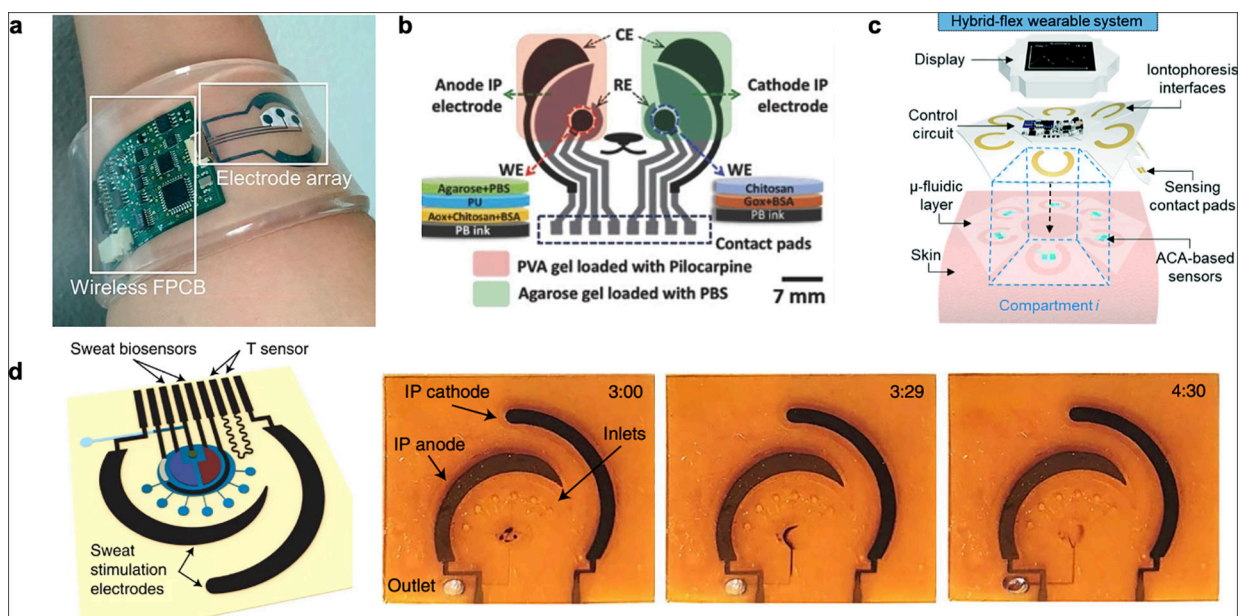 a
Wireless FPCB
Electrode array
b
CE
Anode IP
electrode
RE
Cathode IP
electrode
WE
WE
Agarose+PBS
PU
Aox+Chitosan+BSA
PB ink
Chitosan
Gox+BSA
PB ink
Contact pads
PVA gel loaded with Pilocarpine
Agarose gel loaded with PBS
7 mm
c
Hybrid-flex wearable system
Display
Iontophoresis
interfaces
Control
circuit
μ-fluidic
layer
Sensing
contact pads
Skin
ACA-based
sensors
Compartment i
d
Sweat biosensors
T sensor
Sweat
stimulation
electrodes
IP cathode
3:00
IP anode
Inlets
Outlet
3:29
4:30